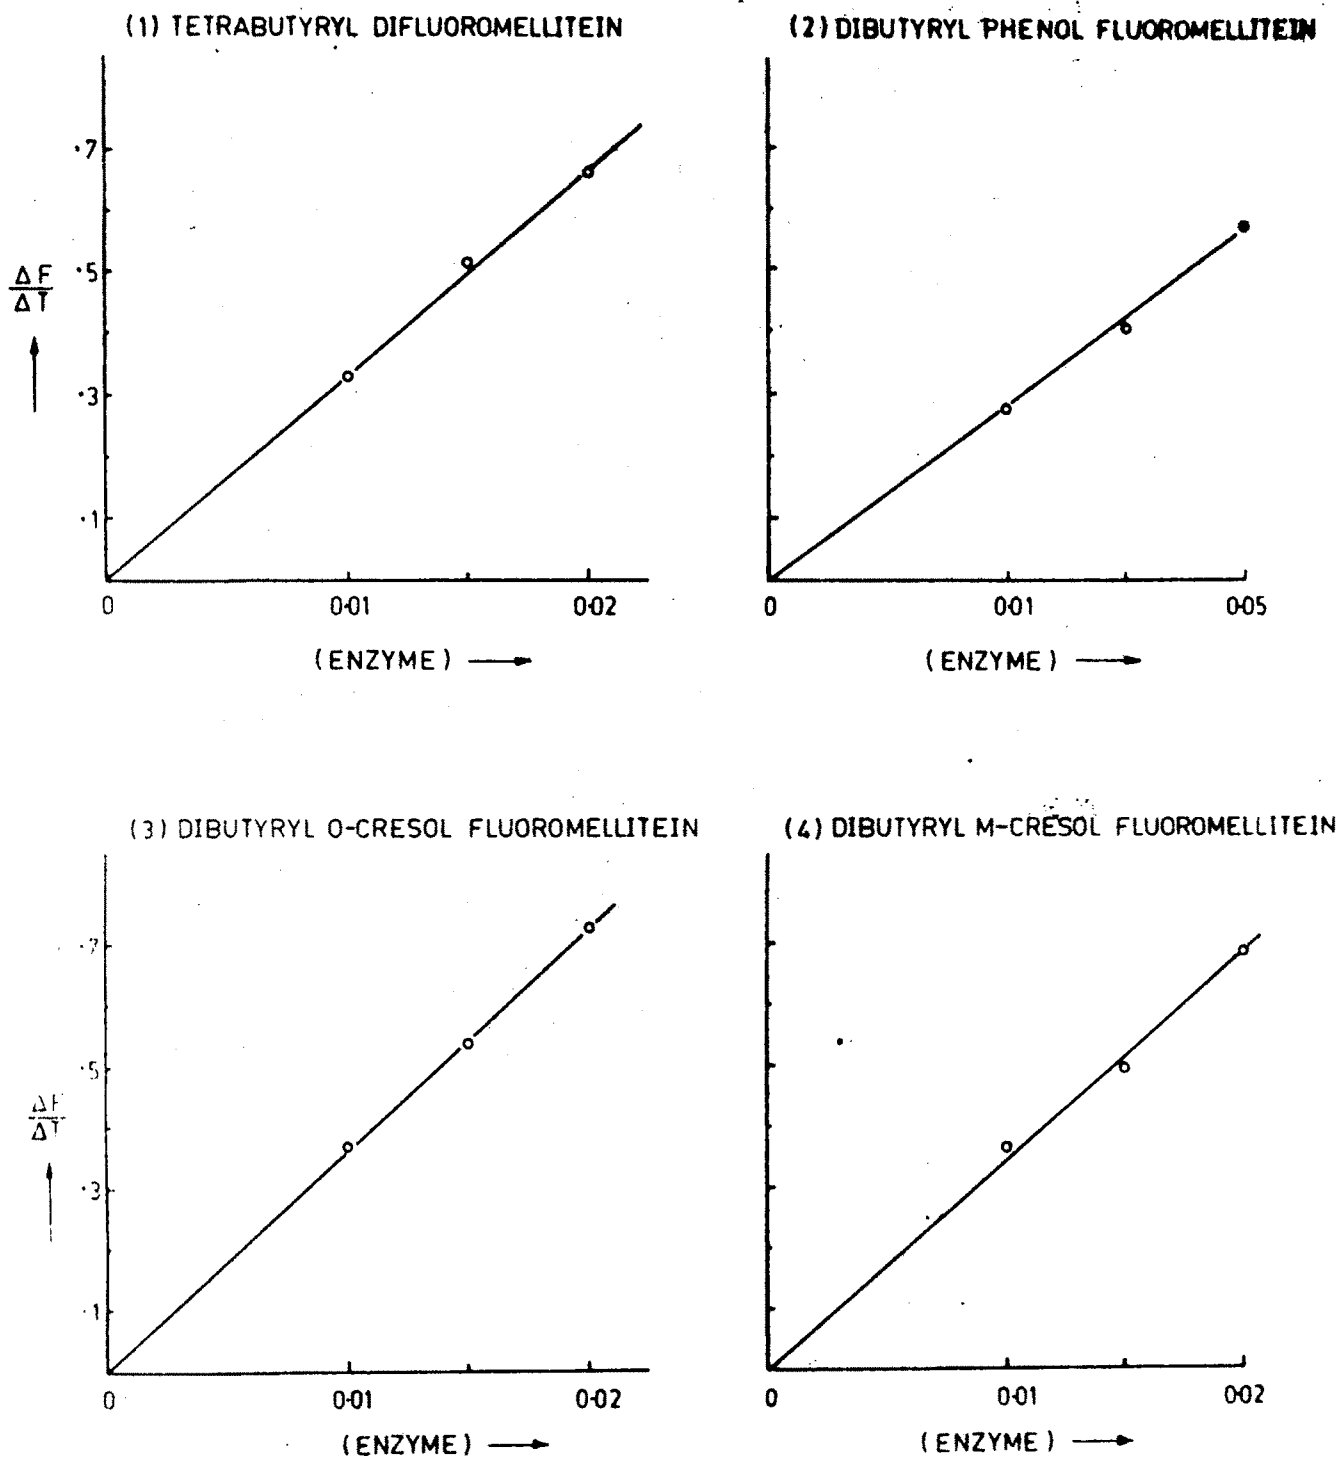 (1) TETRABUTYRYL DIFLUOROMELLITEIN
·7
·5
·3
·1
ΔF
ΔT
0
0·01
0·02
(ENZYME)
(2) DIBUTYRYL PHENOL FLUOROMELLITEIN
0
0·01
0·05
(ENZYME)
(3) DIBUTYRYL O-CRESOL FLUOROMELLITEIN
·7
·5
·3
·1
ΔF
ΔT
0
0·01
0·02
(ENZYME)
(4) DIBUTYRYL M-CRESOL FLUOROMELLITEIN
0
0·01
0·02
(ENZYME)